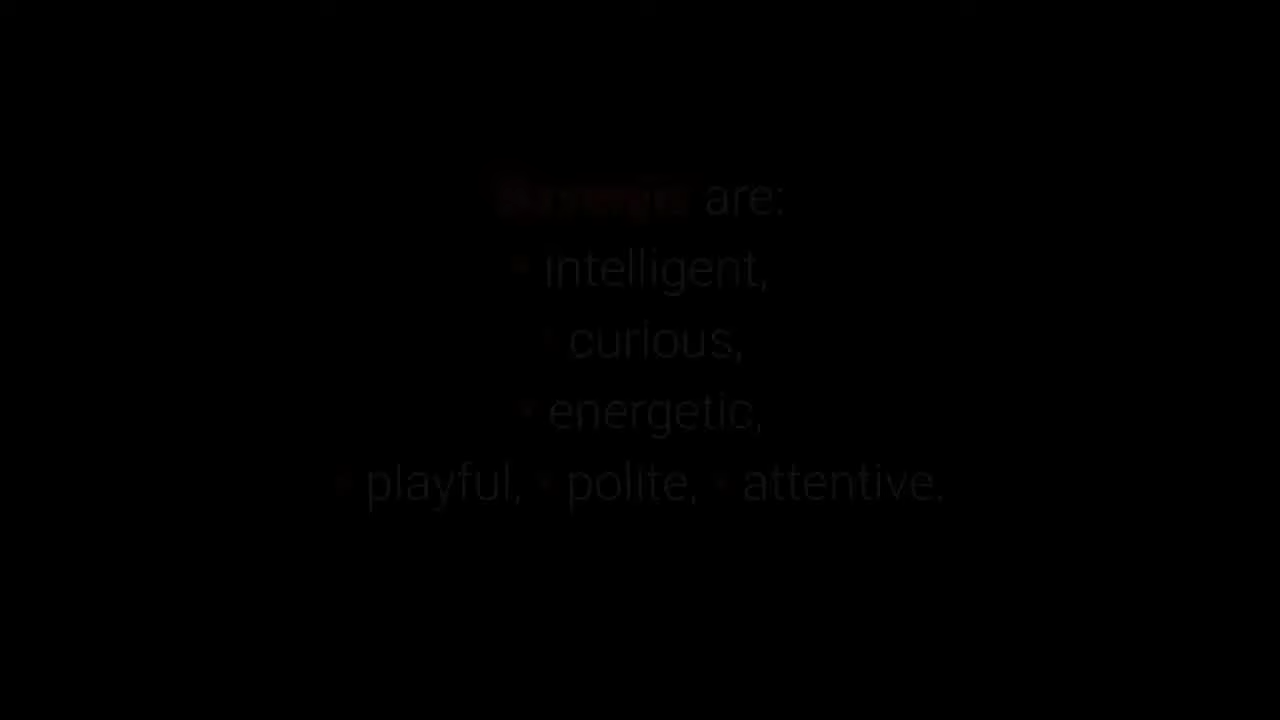 are:
intelligent,
curious,
energetic,
playful, polite, attentive.